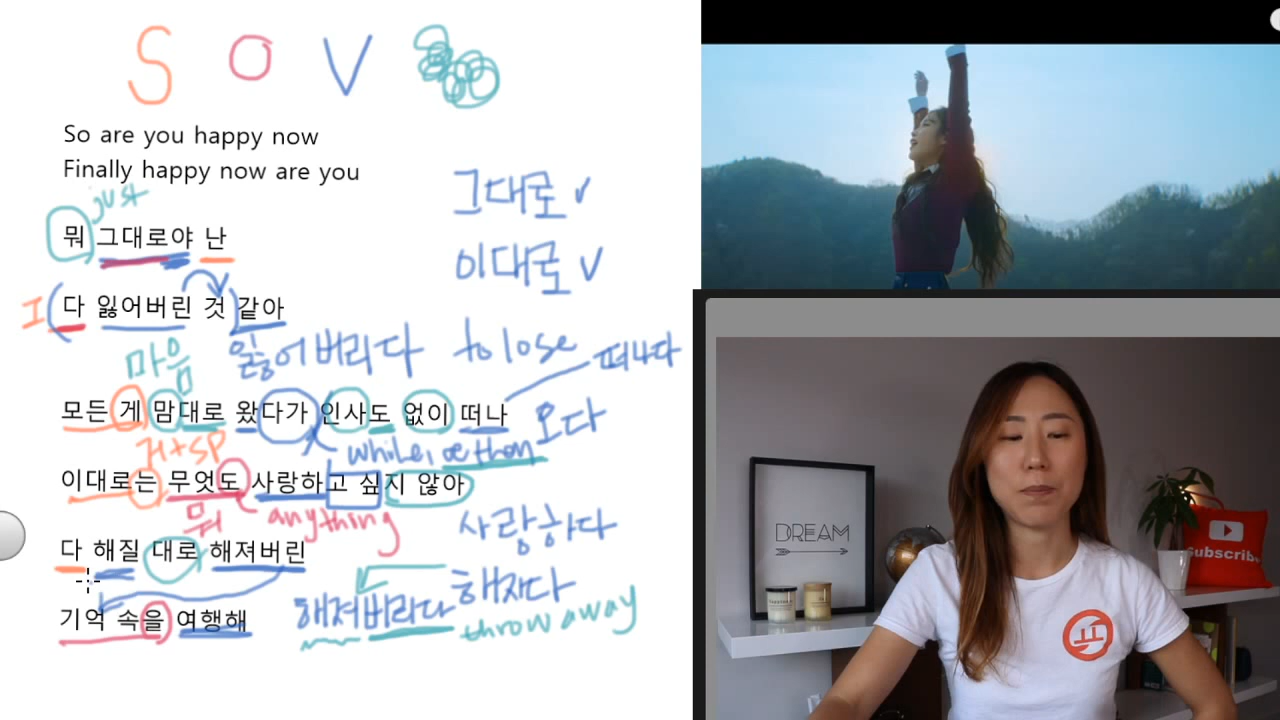 S O V
So are you happy now
Finally happy now are you
just
뭐 그대로야 난
그대로 v
이대로 v
I (다 잃어버린 것) 같아
마음 잃어버리다 to lose 떠나다
모든 게 맘대로 왔다가 인사도 없이 떠나
오다
거+SP while, or then
이대로는 무엇도 사랑하고 싶지 않아
뭐 anything
사랑하다
다 해질 대로 해져버린
해지다
기억 속을 여행해
해져버리다
throw away
DREAM
Subscribe